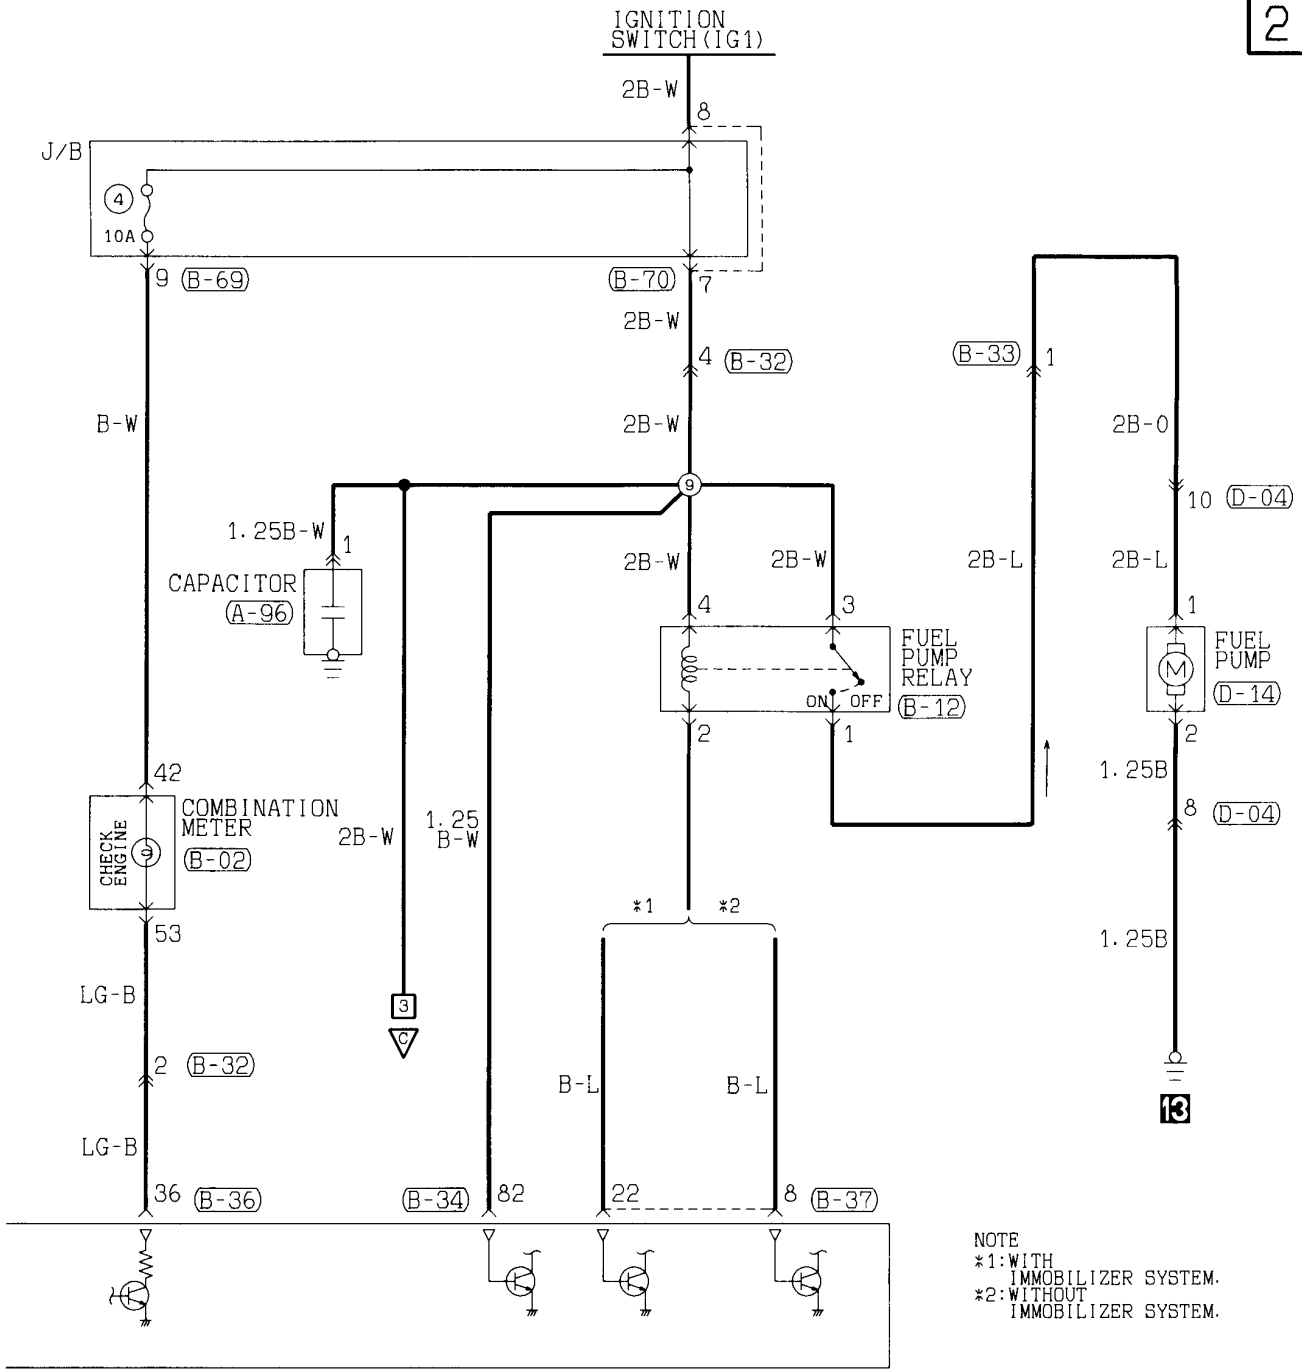 2
IGNITION
SWITCH(IG1)
2B-W
8
J/B
4
10A
9 B-69
B-70 7
2B-W
4 B-32
B-33 1
B-W
2B-W
2B-O
9
10 D-04
1.25B-W
1
2B-W
2B-W
2B-L
2B-L
CAPACITOR
A-96
4
3
1
FUEL
PUMP
RELAY
B-12
ON OFF
FUEL
PUMP
D-14
M
2
1
2
42
1.25B
COMBINATION
METER
B-02
CHECK
ENGINE
2B-W
1.25
B-W
8 D-04
*1
*2
53
1.25B
LG-B
3
C
2 B-32
B-L
B-L
13
LG-B
36 B-36
B-34 82
22
8 B-37
NOTE
*1:WITH
IMMOBILIZER SYSTEM.
*2:WITHOUT
IMMOBILIZER SYSTEM.